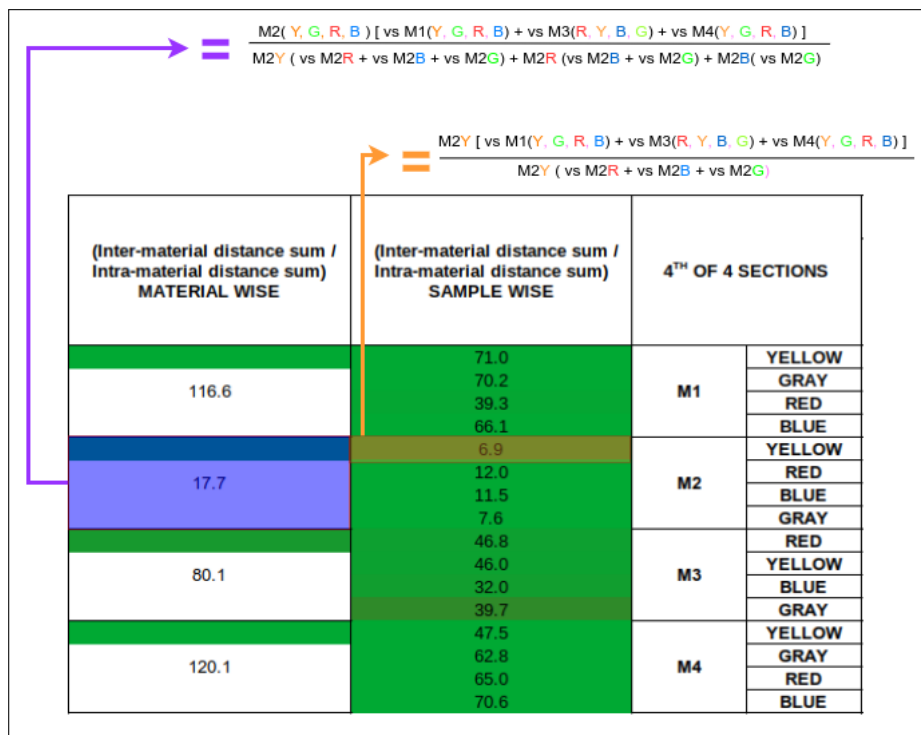 M2( Y, G, R, B ) [ vs M1(Y, G, R, B) + vs M3(R, Y, B, G) + vs M4(Y, G, R, B) ]
=
M2Y ( vs M2R + vs M2B + vs M2G) + M2R (vs M2B + vs M2G) + M2B( vs M2G)
M2Y [ vs M1(Y, G, R, B) + vs M3(R, Y, B, G) + vs M4(Y, G, R, B) ]
=
M2Y ( vs M2R + vs M2B + vs M2G)
(Inter-material distance sum /
Intra-material distance sum)
MATERIAL WISE
(Inter-material distance sum /
Intra-material distance sum)
SAMPLE WISE
4TH OF 4 SECTIONS
116.6
71.0
70.2
39.3
66.1
M1
YELLOW
GRAY
RED
BLUE
17.7
6.9
12.0
11.5
7.6
M2
YELLOW
RED
BLUE
GRAY
80.1
46.8
46.0
32.0
39.7
M3
RED
YELLOW
BLUE
GRAY
120.1
47.5
62.8
65.0
70.6
M4
YELLOW
GRAY
RED
BLUE